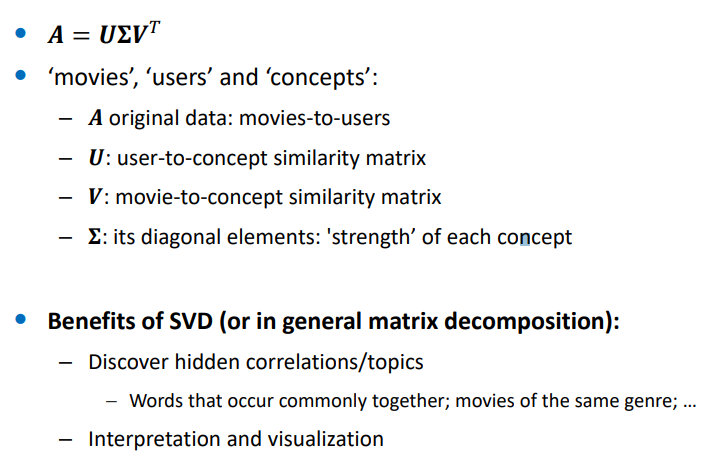 • A = UΣVᵀ
• ‘movies’, ‘users’ and ‘concepts’:
– A original data: movies-to-users
– U: user-to-concept similarity matrix
– V: movie-to-concept similarity matrix
– Σ: its diagonal elements: 'strength’ of each concept
• Benefits of SVD (or in general matrix decomposition):
– Discover hidden correlations/topics
– Words that occur commonly together; movies of the same genre; ...
– Interpretation and visualization